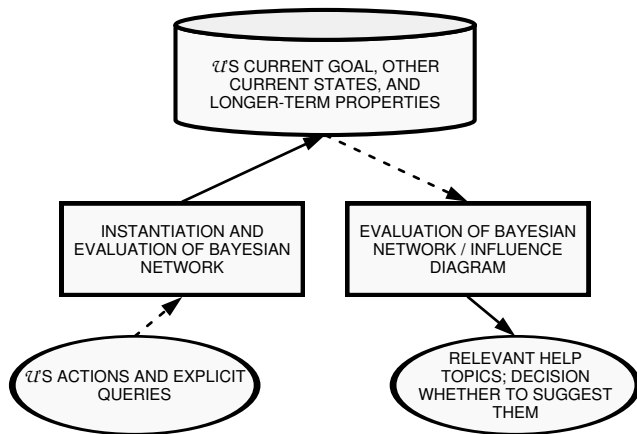 𝒰'S CURRENT GOAL, OTHER
CURRENT STATES, AND
LONGER-TERM PROPERTIES
INSTANTIATION AND
EVALUATION OF BAYESIAN
NETWORK
EVALUATION OF BAYESIAN
NETWORK / INFLUENCE
DIAGRAM
𝒰'S ACTIONS AND EXPLICIT
QUERIES
RELEVANT HELP
TOPICS; DECISION
WHETHER TO SUGGEST
THEM